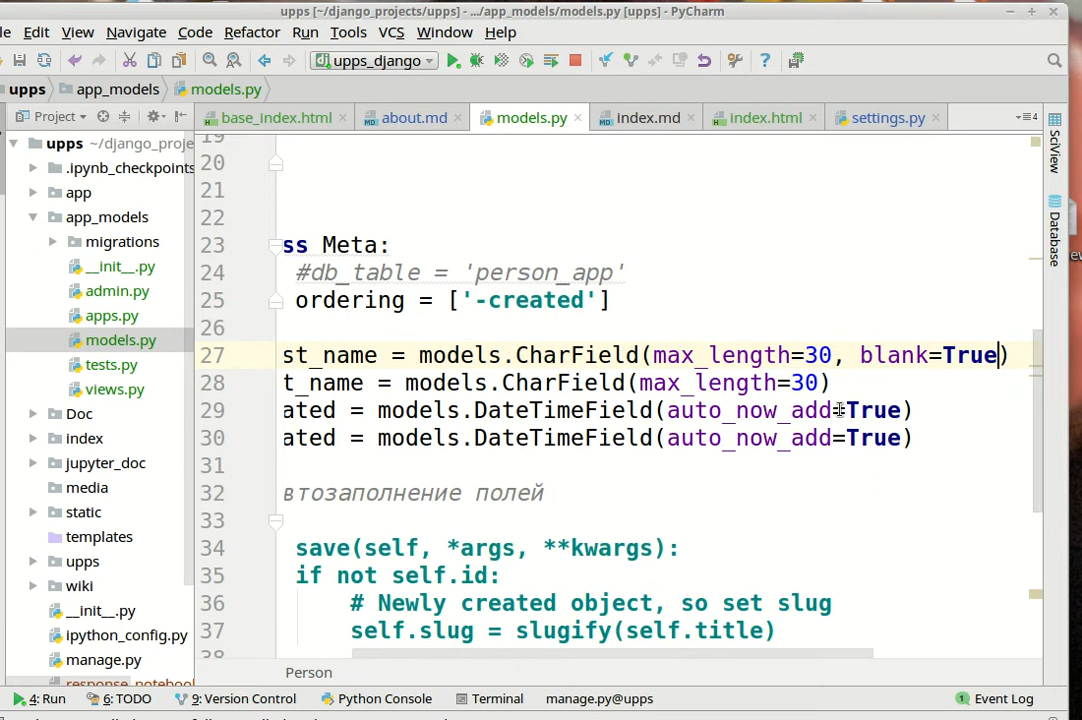 upps [~/django_projects/upps] - .../app_models/models.py [upps] - PyCharm
Edit View Navigate Code Refactor Run Tools VCS Window Help
upps_django
upps app_models models.py
Project base_index.html about.md models.py index.md index.html settings.py 4
upps ~/django_proje
.ipynb_checkpoints
app
app_models
migrations
__init__.py
admin.py
apps.py
models.py
tests.py
views.py
Doc
index
jupyter_doc
media
static
templates
upps
wiki
__init__.py
ipython_config.py
manage.py
response_notebool
19
20
21
22
23 ss Meta:
24 #db_table = 'person_app'
25 ordering = ['-created']
26
27 st_name = models.CharField(max_length=30, blank=True)
28 t_name = models.CharField(max_length=30)
29 ated = models.DateTimeField(auto_now_add=True)
30 ated = models.DateTimeField(auto_now_add=True)
31
32 втозаполнение полей
33
34 save(self, *args, **kwargs):
35 if not self.id:
36 # Newly created object, so set slug
37 self.slug = slugify(self.title)
38
SciView
Database
Person
4: Run 6: TODO 9: Version Control Python Console Terminal manage.py@upps 1 Event Log